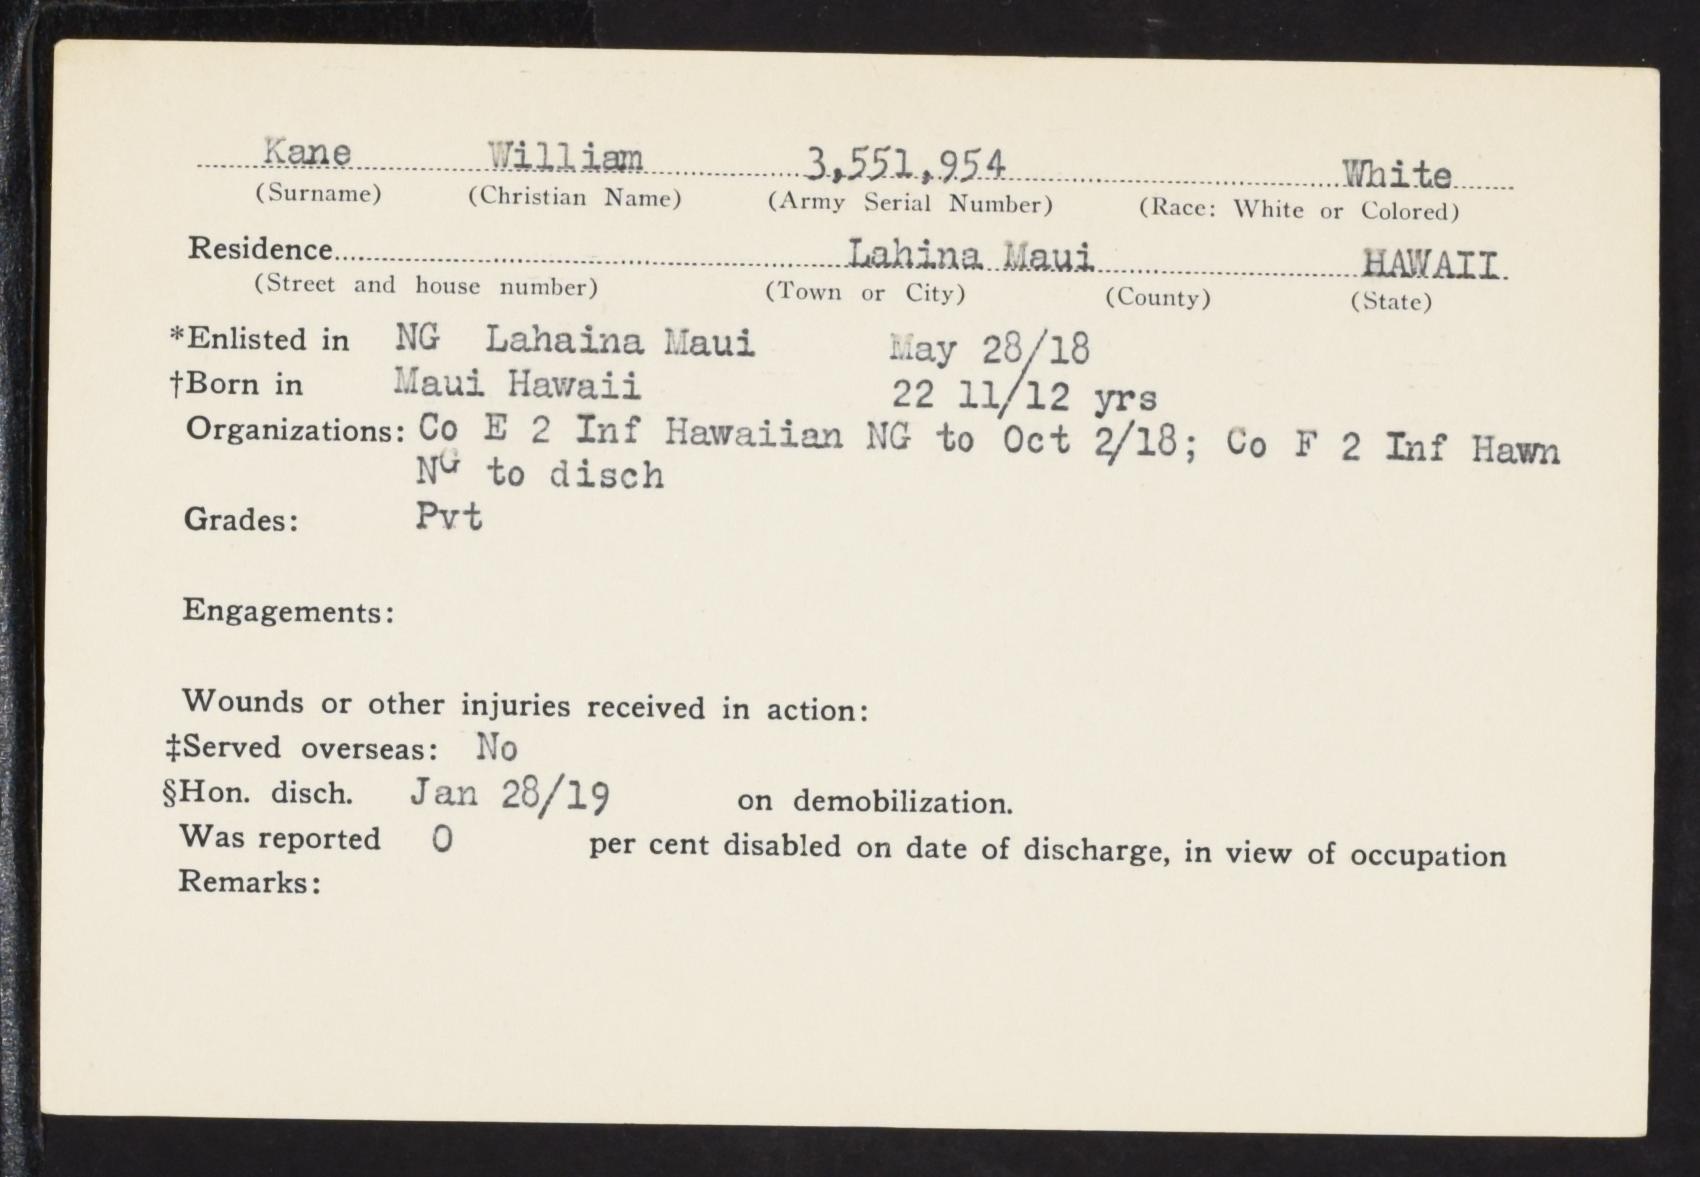 Kane William 3,551,954 White
(Surname) (Christian Name) (Army Serial Number) (Race: White or Colored)
Residence Lahina Maui HAWAII.
(Street and house number) (Town or City) (County) (State)
*Enlisted in NG Lahaina Maui May 28/18
†Born in Maui Hawaii 22 11/12 yrs
Organizations: Co E 2 Inf Hawaiian NG to Oct 2/18; Co F 2 Inf Hawn
NG to disch
Grades: Pvt
Engagements:
Wounds or other injuries received in action:
‡Served overseas: No
§Hon. disch. Jan 28/19 on demobilization.
Was reported 0 per cent disabled on date of discharge, in view of occupation
Remarks: